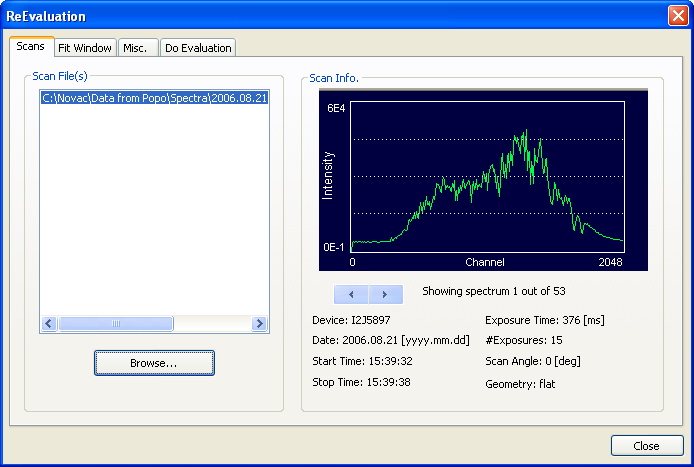 ReEvaluation
Scans Fit Window Misc. Do Evaluation
Scan File(s)
C:\Novac\Data from Popo\Spectra\2006.08.21
Browse...
Scan Info.
6E4
Intensity
0E-1
0 Channel 2048
Showing spectrum 1 out of 53
Device: I2J5897 Exposure Time: 376 [ms]
Date: 2006.08.21 [yyyy.mm.dd] #Exposures: 15
Start Time: 15:39:32 Scan Angle: 0 [deg]
Stop Time: 15:39:38 Geometry: flat
Close